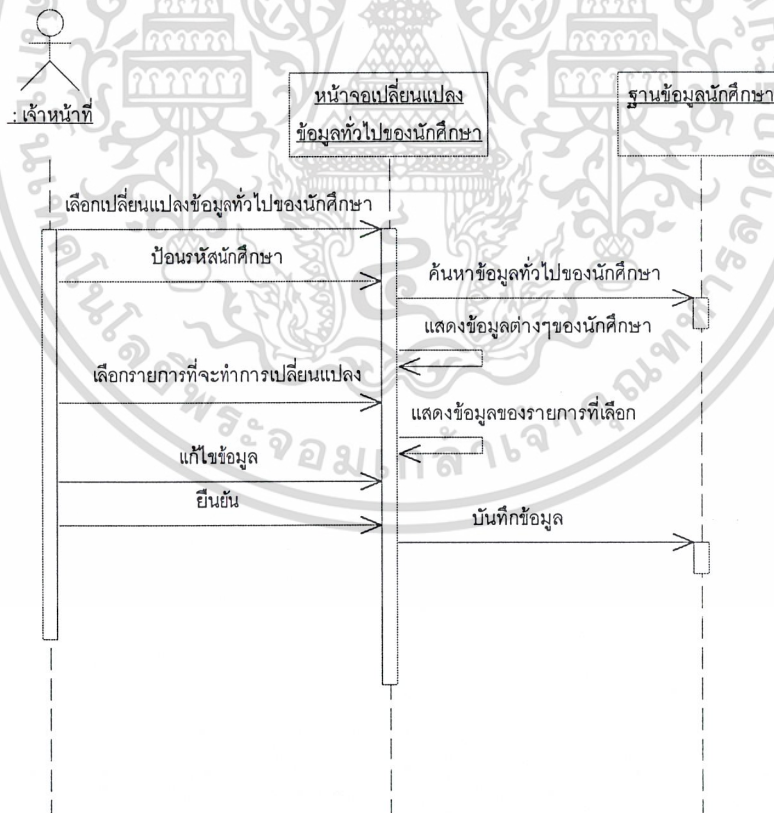 : เจ้าหน้าที่
หน้าจอเปลี่ยนแปลง
ข้อมูลทั่วไปของนักศึกษา
ฐานข้อมูลนักศึกษา
เลือกเปลี่ยนแปลงข้อมูลทั่วไปของนักศึกษา
ป้อนรหัสนักศึกษา
ค้นหาข้อมูลทั่วไปของนักศึกษา
แสดงข้อมูลต่างๆของนักศึกษา
เลือกรายการที่จะทำการเปลี่ยนแปลง
แสดงข้อมูลของรายการที่เลือก
แก้ไขข้อมูล
ยืนยัน
บันทึกข้อมูล